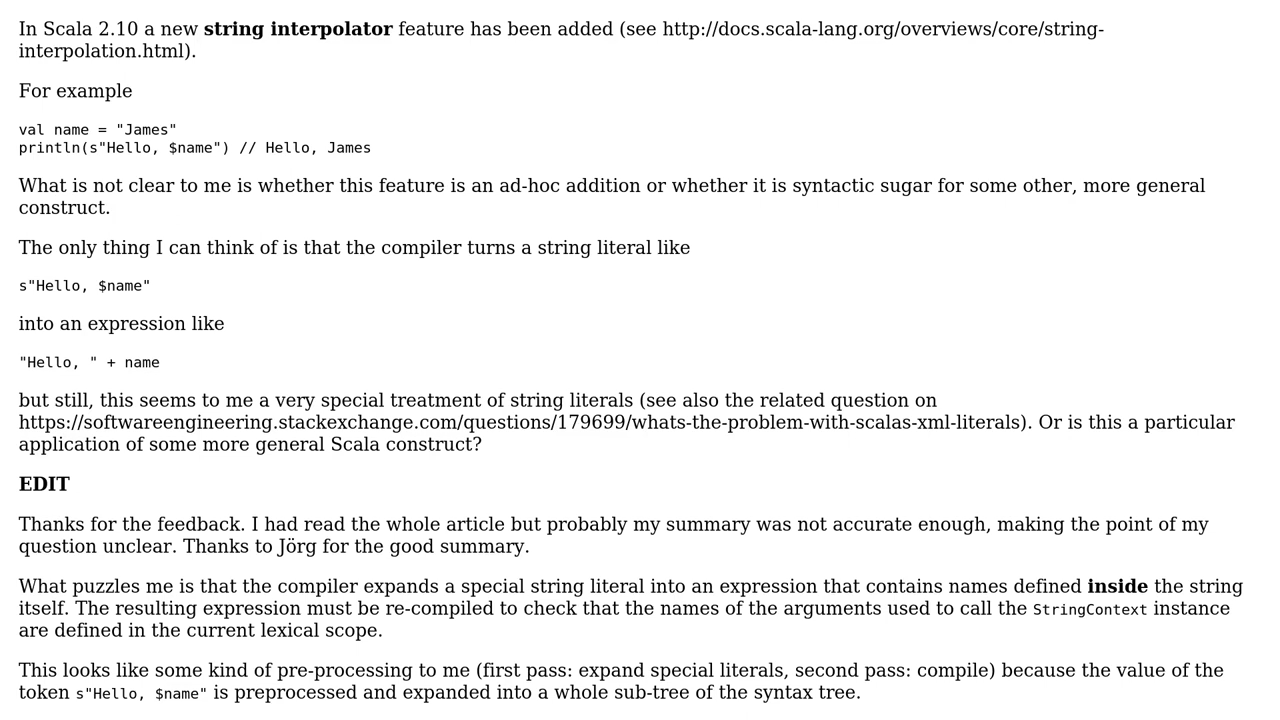 In Scala 2.10 a new string interpolator feature has been added (see http://docs.scala-lang.org/overviews/core/string-
interpolation.html).
For example
val name = "James"
println(s"Hello, $name") // Hello, James
What is not clear to me is whether this feature is an ad-hoc addition or whether it is syntactic sugar for some other, more general
construct.
The only thing I can think of is that the compiler turns a string literal like
s"Hello, $name"
into an expression like
"Hello, " + name
but still, this seems to me a very special treatment of string literals (see also the related question on
https://softwareengineering.stackexchange.com/questions/179699/whats-the-problem-with-scalas-xml-literals). Or is this a particular
application of some more general Scala construct?
EDIT
Thanks for the feedback. I had read the whole article but probably my summary was not accurate enough, making the point of my
question unclear. Thanks to Jörg for the good summary.
What puzzles me is that the compiler expands a special string literal into an expression that contains names defined inside the string
itself. The resulting expression must be re-compiled to check that the names of the arguments used to call the StringContext instance
are defined in the current lexical scope.
This looks like some kind of pre-processing to me (first pass: expand special literals, second pass: compile) because the value of the
token s"Hello, $name" is preprocessed and expanded into a whole sub-tree of the syntax tree.